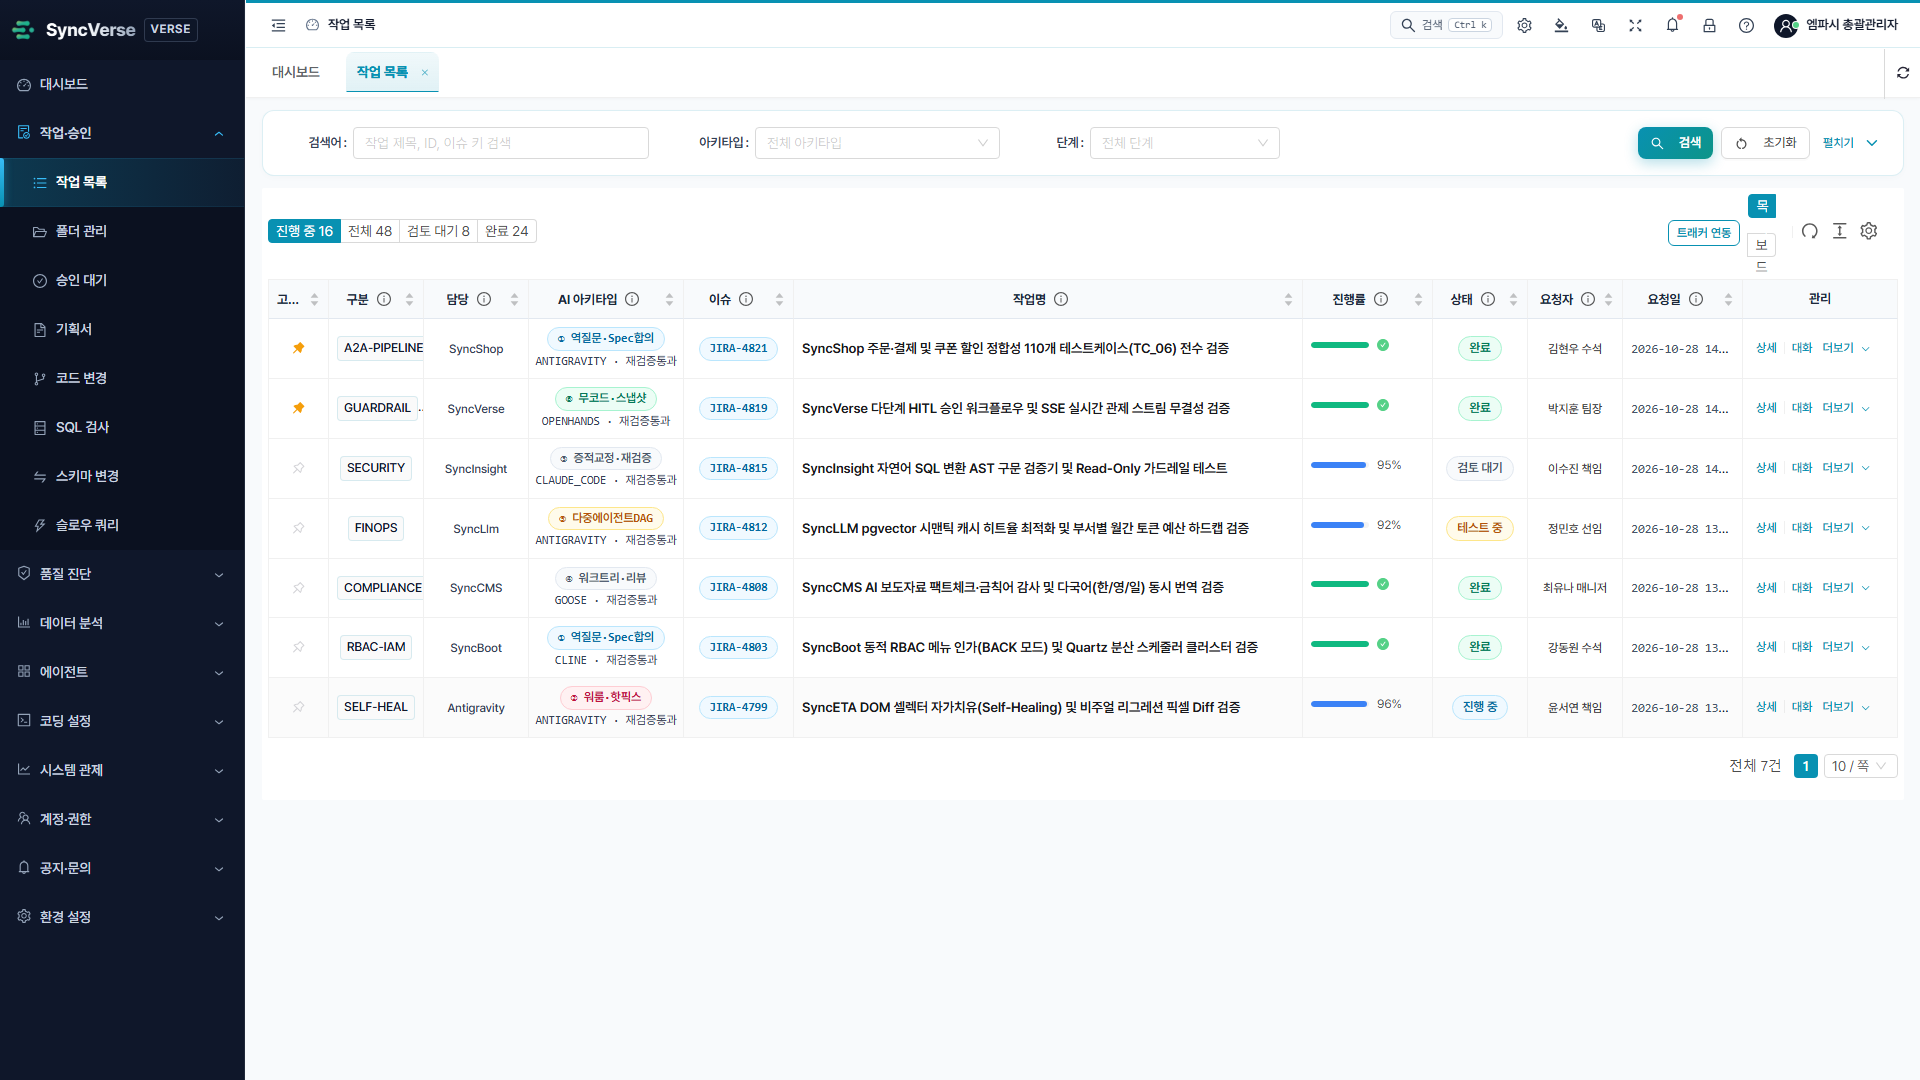 SyncVerse VERSE
대시보드
작업·승인
작업 목록
폴더 관리
승인 대기
기획서
코드 변경
SQL 검사
스키마 변경
슬로우 쿼리
품질 진단
데이터 분석
에이전트
코딩 설정
시스템 관제
계정·권한
공지·문의
환경 설정
작업 목록
검색 Ctrl k
엠파시 총괄관리자
대시보드 작업 목록 ×
검색어: 작업 제목, ID, 이슈 키 검색 아키타입: 전체 아키타입 단계: 전체 단계 검색 초기화 펼치기
진행 중 16 전체 48 검토 대기 8 완료 24 트래커 연동
목
보
드
고... 구분 담당 AI 아키타입 이슈 작업명 진행률 상태 요청자 요청일 관리
A2A-PIPELINE SyncShop ① 역질문·Spec합의 JIRA-4821 SyncShop 주문·결제 및 쿠폰 할인 정합성 110개 테스트케이스(TC_06) 전수 검증 완료 김현우 수석 2026-10-28 14... 상세 대화 더보기
ANTIGRAVITY · 재검증통과
GUARDRAIL . SyncVerse ② 무코드·스냅샷 JIRA-4819 SyncVerse 다단계 HITL 승인 워크플로우 및 SSE 실시간 관제 스트림 무결성 검증 완료 박지훈 팀장 2026-10-28 14... 상세 대화 더보기
OPENHANDS · 재검증통과
SECURITY SyncInsight ③ 증적교정·재검증 JIRA-4815 SyncInsight 자연어 SQL 변환 AST 구문 검증기 및 Read-Only 가드레일 테스트 95% 검토 대기 이수진 책임 2026-10-28 14... 상세 대화 더보기
CLAUDE_CODE · 재검증통과
FINOPS SyncLlm 다중에이전트DAG JIRA-4812 SyncLLM pgvector 시맨틱 캐시 히트율 최적화 및 부서별 월간 토큰 예산 하드캡 검증 92% 테스트 중 정민호 선임 2026-10-28 13... 상세 대화 더보기
ANTIGRAVITY · 재검증통과
COMPLIANCE SyncCMS 워크트리·리뷰 JIRA-4808 SyncCMS AI 보도자료 팩트체크·금칙어 감사 및 다국어(한/영/일) 동시 번역 검증 완료 최유나 매니저 2026-10-28 13... 상세 대화 더보기
GOOSE · 재검증통과
RBAC-IAM SyncBoot ① 역질문·Spec합의 JIRA-4803 SyncBoot 동적 RBAC 메뉴 인가(BACK 모드) 및 Quartz 분산 스케줄러 클러스터 검증 완료 강동원 수석 2026-10-28 13... 상세 대화 더보기
CLINE · 재검증통과
SELF-HEAL Antigravity 워룸·핫픽스 JIRA-4799 SyncETA DOM 셀렉터 자가치유(Self-Healing) 및 비주얼 리그레션 픽셀 Diff 검증 96% 진행 중 윤서연 책임 2026-10-28 13... 상세 대화 더보기
ANTIGRAVITY · 재검증통과
전체 7건 1 10 / 쪽